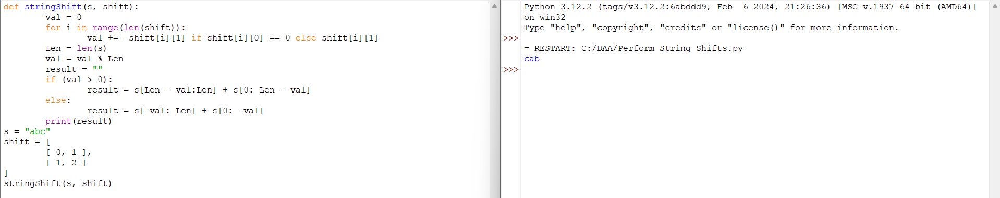 def stringShift(s, shift):
        val = 0
        for i in range(len(shift)):
                val += -shift[i][1] if shift[i][0] == 0 else shift[i][1]
        Len = len(s)
        val = val % Len
        result = ""
        if (val > 0):
                result = s[Len - val:Len] + s[0: Len - val]
        else:
                result = s[-val: Len] + s[0: -val]
        print(result)
s = "abc"
shift = [
        [ 0, 1 ],
        [ 1, 2 ]
]
stringShift(s, shift)
Python 3.12.2 (tags/v3.12.2:6abddd9, Feb  6 2024, 21:26:36) [MSC v.1937 64 bit (AMD64)]
on win32
Type "help", "copyright", "credits" or "license()" for more information.
>>>
= RESTART: C:/DAA/Perform String Shifts.py
cab
>>>